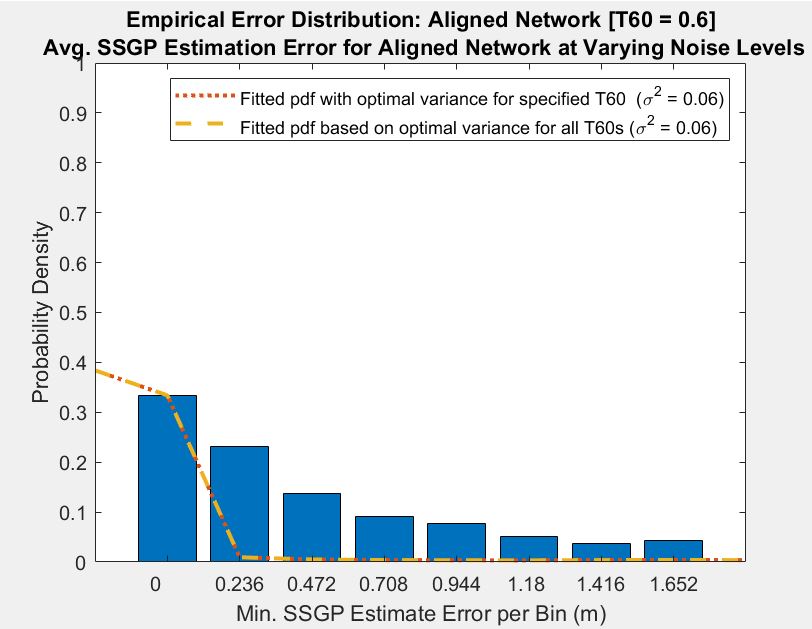 Empirical Error Distribution: Aligned Network [T60 = 0.6]
Avg. SSGP Estimation Error for Aligned Network at Varying Noise Levels
Fitted pdf with optimal variance for specified T60 (σ² = 0.06)
Fitted pdf based on optimal variance for all T60s (σ² = 0.06)
Probability Density
1
0.9
0.8
0.7
0.6
0.5
0.4
0.3
0.2
0.1
0
0 0.236 0.472 0.708 0.944 1.18 1.416 1.652
Min. SSGP Estimate Error per Bin (m)